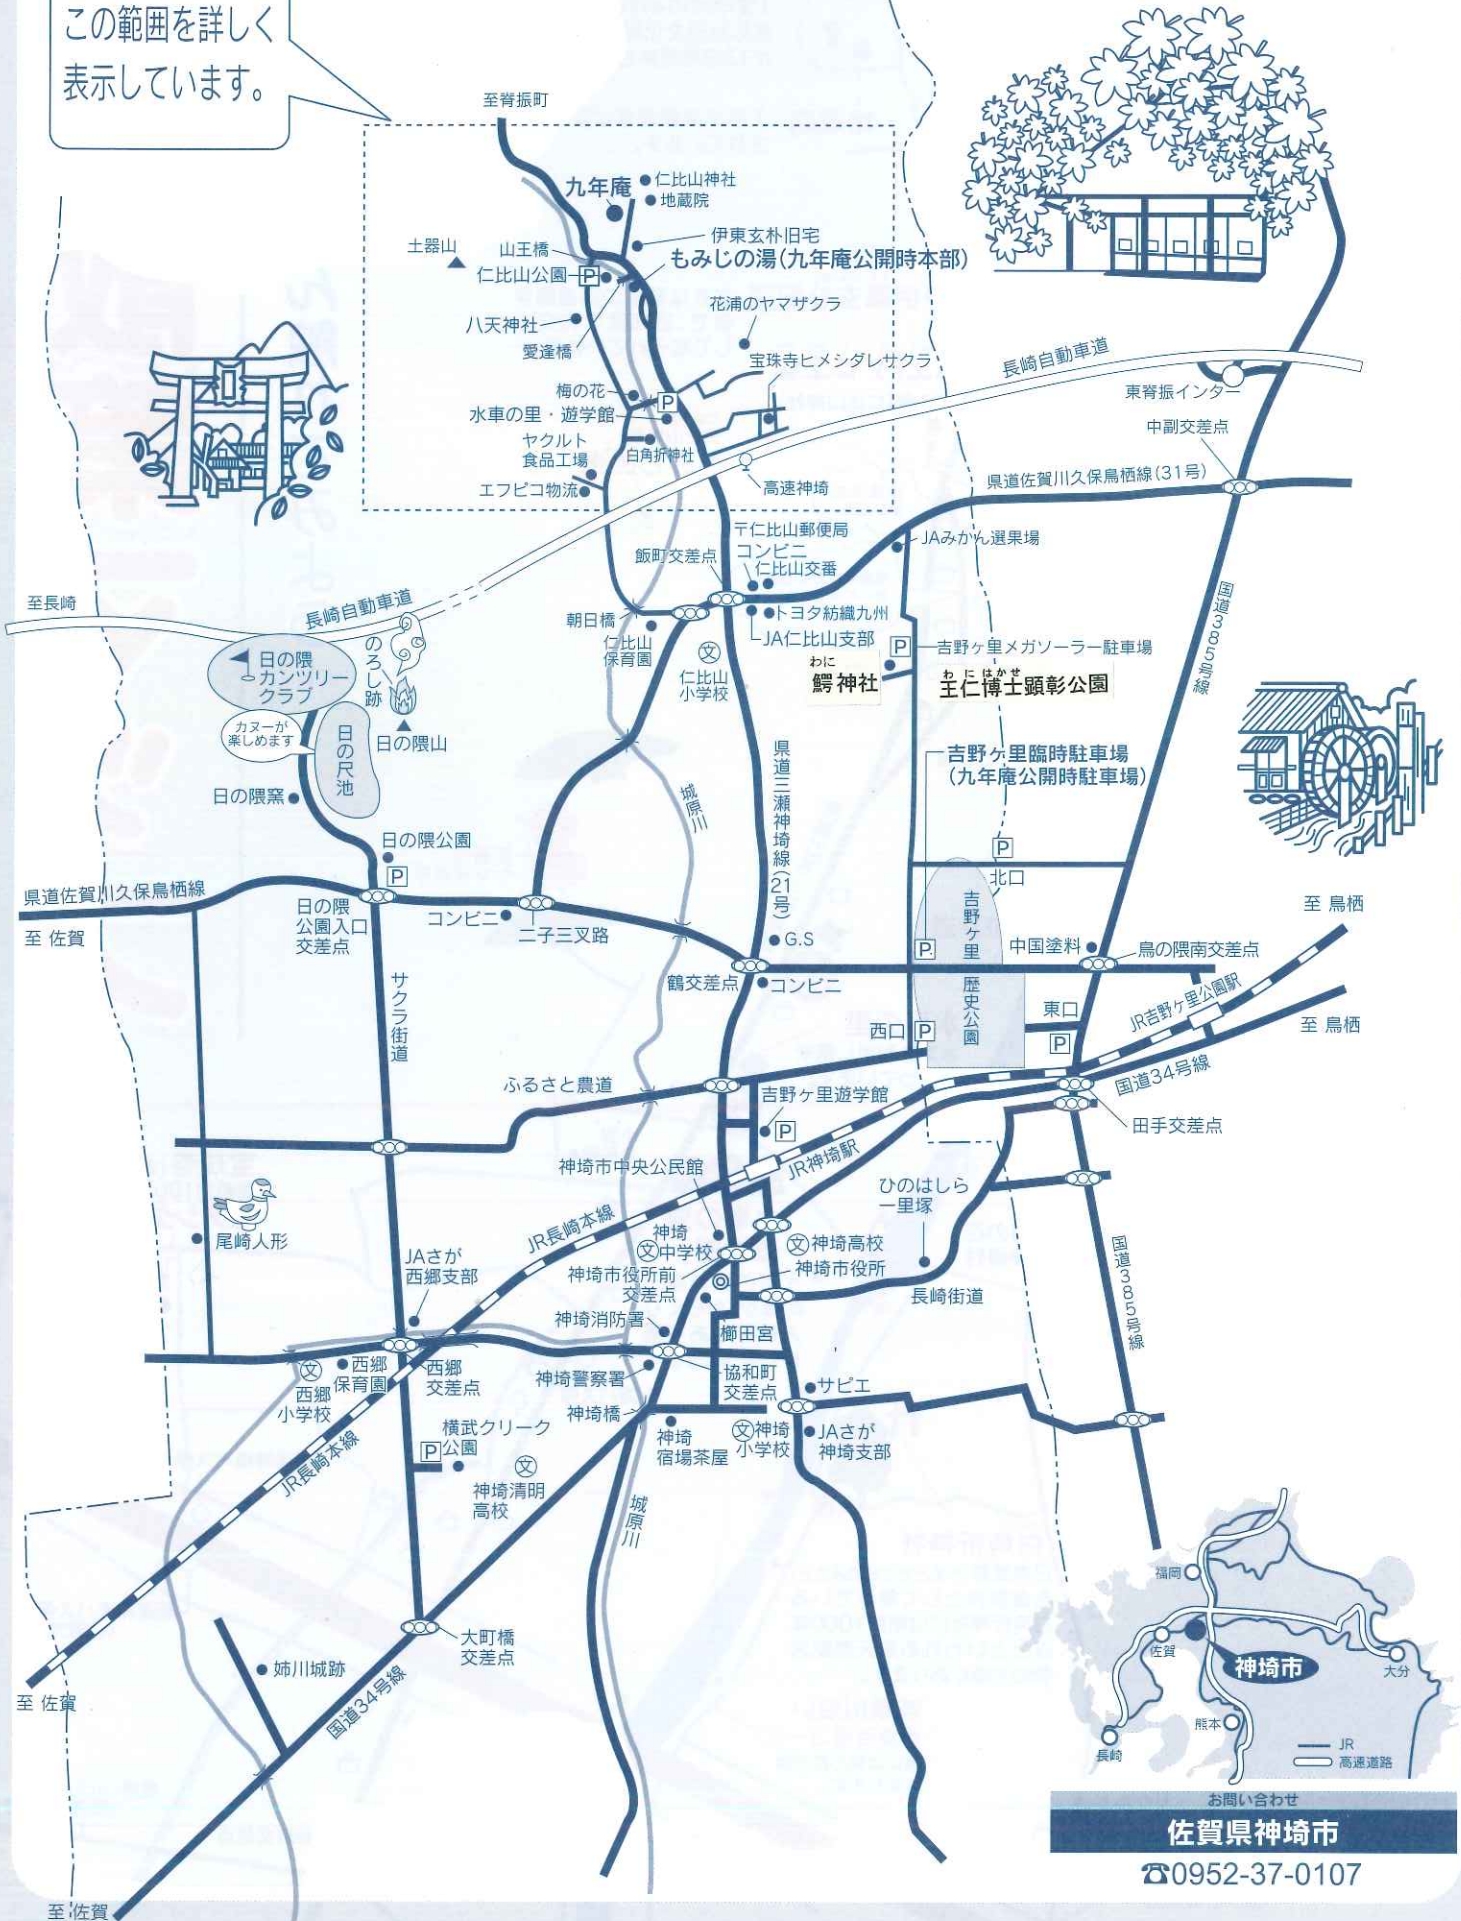 この範囲を詳しく
表示しています。
至脊振町
九年庵
仁比山神社
地蔵院
伊東玄朴旧宅
もみじの湯(九年庵公開時本部)
土器山
山王橋
仁比山公園
P
花浦のヤマザクラ
八天神社
愛逢橋
宝珠寺ヒメシダレサクラ
長崎自動車道
東脊振インター
梅の花
P
水車の里・遊学館
ヤクルト
食品工場
白角折神社
エフピコ物流
高速神埼
中副交差点
県道佐賀川久保鳥栖線(31号)
〒仁比山郵便局
コンビニ
仁比山交番
飯町交差点
JAみかん選果場
トヨタ紡織九州
JA仁比山支部
朝日橋
仁比山
保育園
文
仁比山
小学校
至長崎
長崎自動車道
のろし跡
日の隈
カンツリー
クラブ
カヌーが
楽しめます
日の尺池
日の隈山
日の隈窯
日の隈公園
P
P
吉野ヶ里メガソーラー駐車場
わに
鰐神社
わにはかせ
王仁博士顕彰公園
国道385号線
吉野ヶ里臨時駐車場
(九年庵公開時駐車場)
県道三瀬神埼線(21号)
城原川
P
北口
吉野ヶ里 歴史公園
県道佐賀川久保鳥栖線
至 佐賀
日の隈
公園入口
交差点
コンビニ
二子三叉路
G.S
P
中国塗料
鳥の隈南交差点
至 鳥栖
鶴交差点
コンビニ
サクラ街道
東口
P
西口
P
JR吉野ヶ里公園駅
至 鳥栖
国道34号線
ふるさと農道
吉野ヶ里遊学館
P
田手交差点
神埼市中央公民館
JR神埼駅
ひのはしら
一里塚
尾崎人形
JR長崎本線
JAさが
西郷支部
神埼
文中学校
文神埼高校
神埼市役所前
交差点
神埼市役所
長崎街道
国道385号線
神埼消防署
櫛田宮
文
西郷
小学校
西郷
保育園
西郷
交差点
神埼警察署
協和町
交差点
サピエ
神埼橋
神埼
宿場茶屋
文神埼
小学校
JAさが
神埼支部
横武クリーク
公園
P
文
神埼清明
高校
JR長崎本線
城原川
大町橋
交差点
姉川城跡
国道34号線
至 佐賀
至 佐賀
福岡
佐賀
神埼市
大分
熊本
長崎
JR
高速道路
お問い合わせ
佐賀県神埼市
☎0952-37-0107